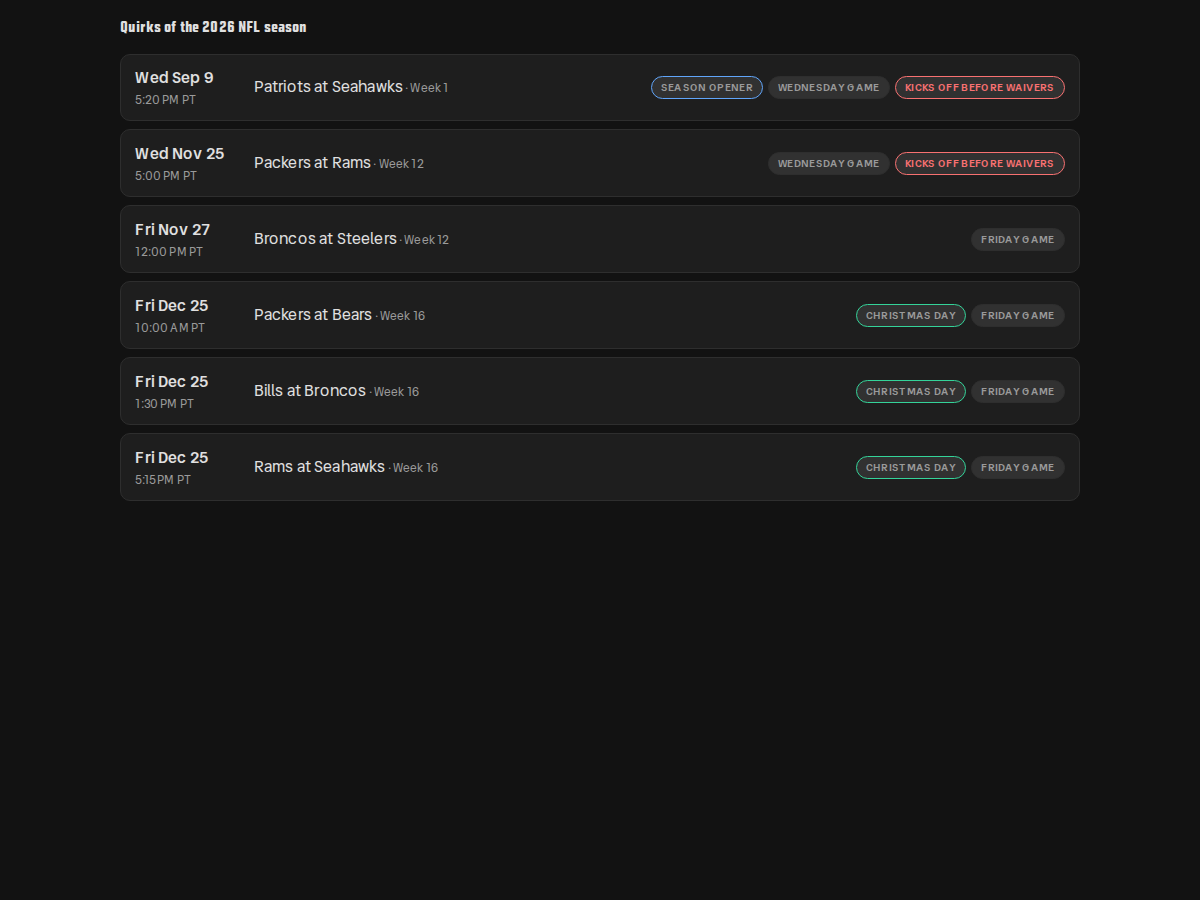 Quirks of the 2026 NFL season
Wed Sep 9
5:20 PM PT
Patriots at Seahawks · Week 1
SEASON OPENER
WEDNESDAY GAME
KICKS OFF BEFORE WAIVERS
Wed Nov 25
5:00 PM PT
Packers at Rams · Week 12
WEDNESDAY GAME
KICKS OFF BEFORE WAIVERS
Fri Nov 27
12:00 PM PT
Broncos at Steelers · Week 12
FRIDAY GAME
Fri Dec 25
10:00 AM PT
Packers at Bears · Week 16
CHRISTMAS DAY
FRIDAY GAME
Fri Dec 25
1:30 PM PT
Bills at Broncos · Week 16
CHRISTMAS DAY
FRIDAY GAME
Fri Dec 25
5:15 PM PT
Rams at Seahawks · Week 16
CHRISTMAS DAY
FRIDAY GAME